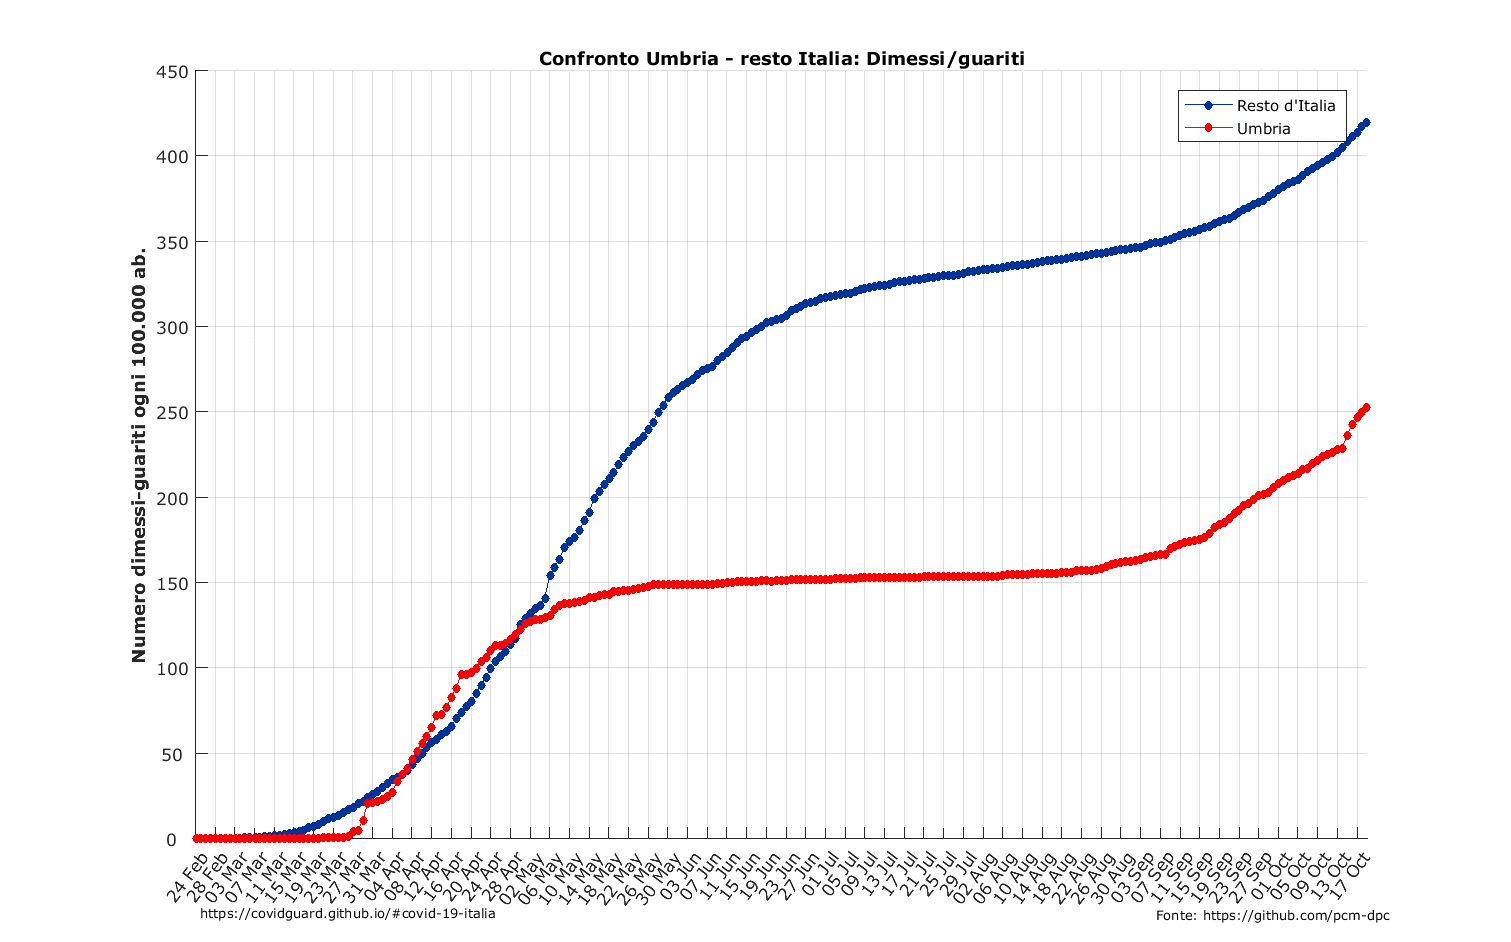 Confronto Umbria - resto Italia: Dimessi/guariti
Numero dimessi-guariti ogni 100.000 ab.
450
400
350
300
250
200
150
100
50
0
Resto d'Italia
Umbria
24 Feb
28 Feb
03 Mar
07 Mar
11 Mar
15 Mar
19 Mar
23 Mar
27 Mar
31 Mar
04 Apr
08 Apr
12 Apr
16 Apr
20 Apr
24 Apr
28 Apr
02 May
06 May
10 May
14 May
18 May
22 May
26 May
30 May
03 Jun
07 Jun
11 Jun
15 Jun
19 Jun
23 Jun
27 Jun
01 Jul
05 Jul
09 Jul
13 Jul
17 Jul
21 Jul
25 Jul
29 Jul
02 Aug
06 Aug
10 Aug
14 Aug
18 Aug
22 Aug
26 Aug
30 Aug
03 Sep
07 Sep
11 Sep
15 Sep
19 Sep
23 Sep
27 Sep
01 Oct
05 Oct
09 Oct
13 Oct
17 Oct
https://covidguard.github.io/#covid-19-italia
Fonte: https://github.com/pcm-dpc